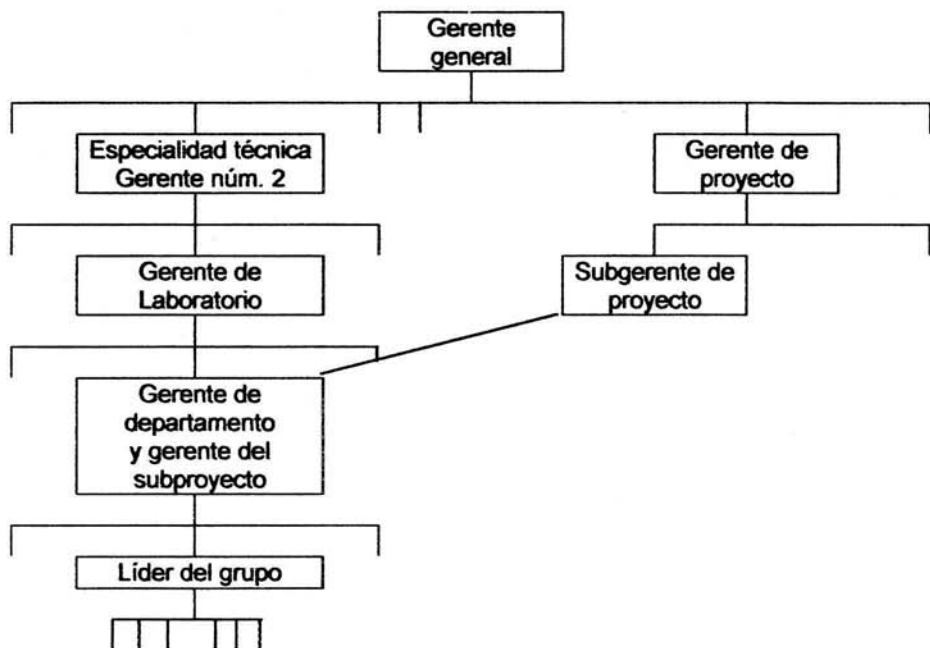 Gerente
general
Especialidad técnica
Gerente núm. 2
Gerente de
proyecto
Gerente de
Laboratorio
Subgerente de
proyecto
Gerente de
departamento
y gerente del
subproyecto
Líder del grupo